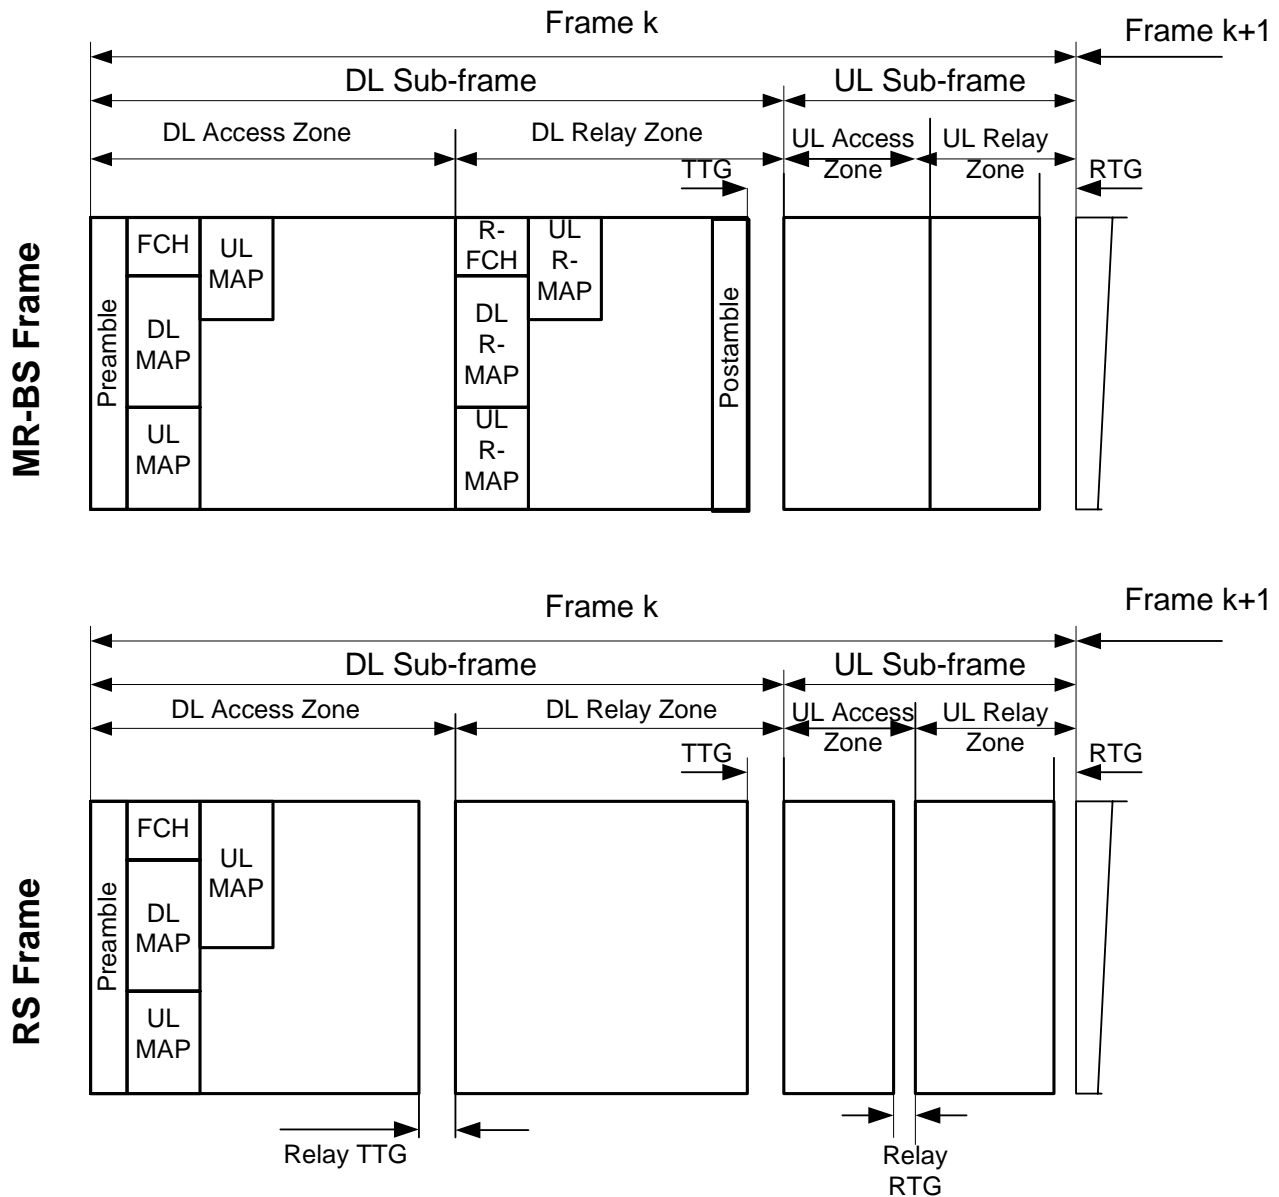 Frame k
Frame k+1
DL Sub-frame
UL Sub-frame
DL Access Zone
DL Relay Zone
UL Access
Zone
UL Relay
Zone
TTG
RTG
MR-BS Frame
Preamble
FCH
DL
MAP
UL
MAP
UL
MAP
R-
FCH
DL
R-
MAP
UL
R-
MAP
UL
R-
MAP
Postamble
Frame k
Frame k+1
DL Sub-frame
UL Sub-frame
DL Access Zone
DL Relay Zone
UL Access
Zone
UL Relay
Zone
TTG
RTG
RS Frame
Preamble
FCH
DL
MAP
UL
MAP
UL
MAP
Relay TTG
Relay
RTG